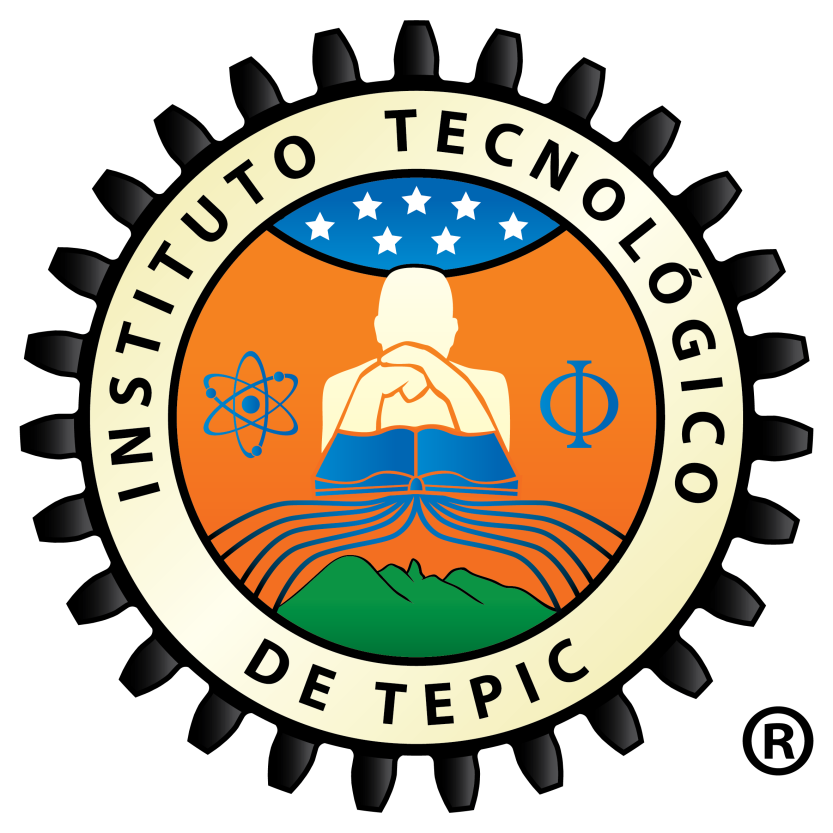 INSTITUTO TECNOLÓGICO
DE TEPIC
Φ
®